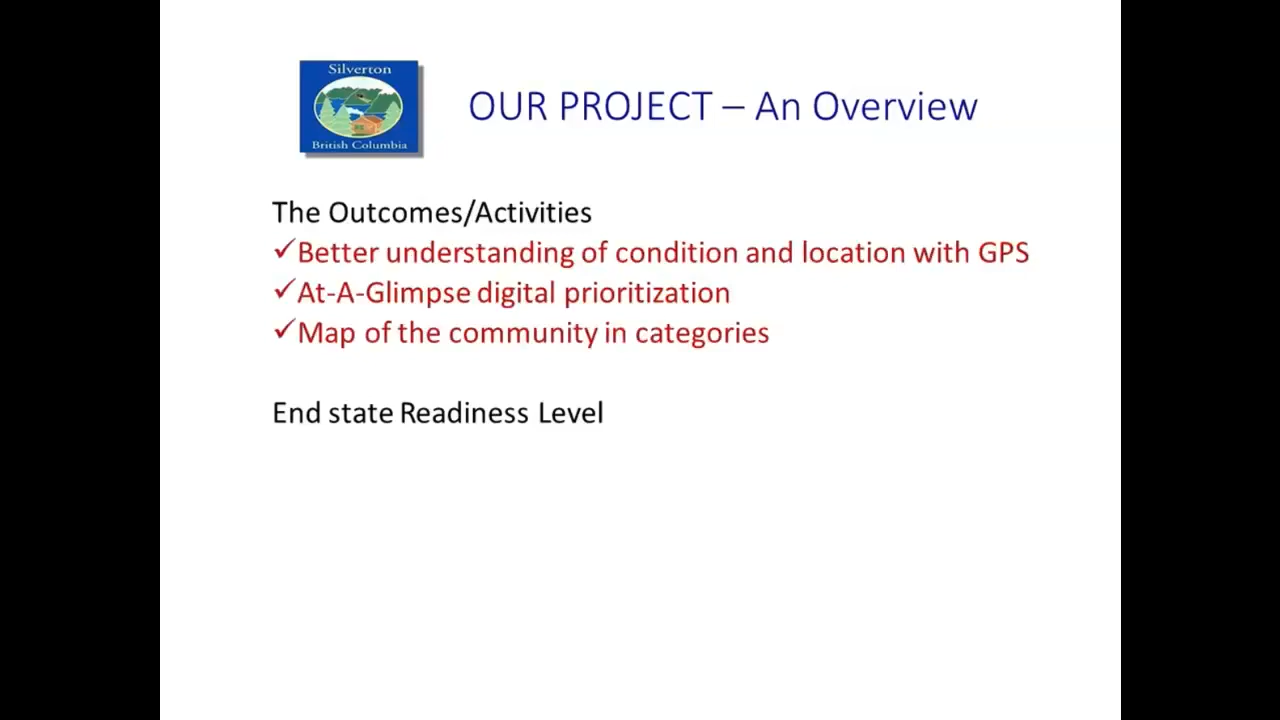 Silverton
British Columbia
OUR PROJECT – An Overview
The Outcomes/Activities
✓Better understanding of condition and location with GPS
✓At-A-Glimpse digital prioritization
✓Map of the community in categories
End state Readiness Level